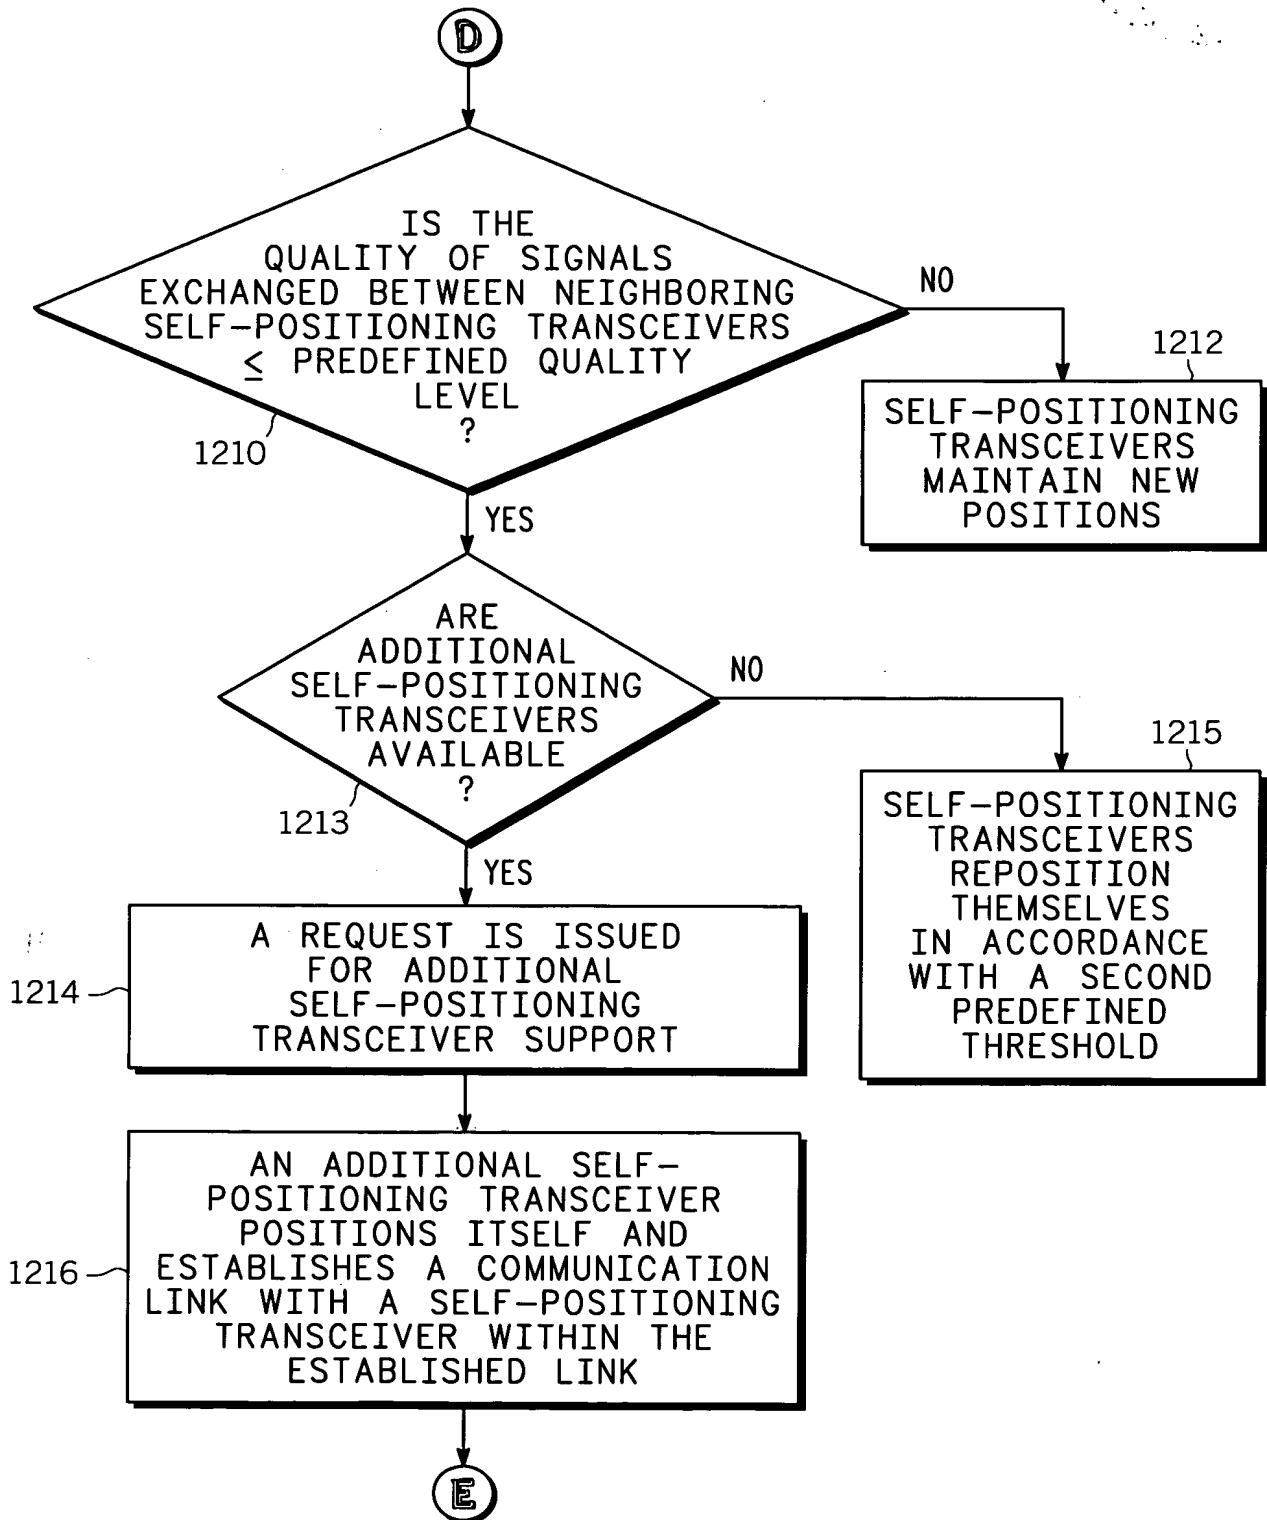 D
IS THE
QUALITY OF SIGNALS
EXCHANGED BETWEEN NEIGHBORING
SELF-POSITIONING TRANSCEIVERS
≤ PREDEFINED QUALITY
LEVEL
?
1210
NO
1212
SELF-POSITIONING
TRANSCEIVERS
MAINTAIN NEW
POSITIONS
YES
ARE
ADDITIONAL
SELF-POSITIONING
TRANSCEIVERS
AVAILABLE
?
1213
NO
1215
SELF-POSITIONING
TRANSCEIVERS
REPOSITION
THEMSELVES
IN ACCORDANCE
WITH A SECOND
PREDEFINED
THRESHOLD
YES
A REQUEST IS ISSUED
FOR ADDITIONAL
SELF-POSITIONING
TRANSCEIVER SUPPORT
1214
AN ADDITIONAL SELF-
POSITIONING TRANSCEIVER
POSITIONS ITSELF AND
ESTABLISHES A COMMUNICATION
LINK WITH A SELF-POSITIONING
TRANSCEIVER WITHIN THE
ESTABLISHED LINK
1216
E